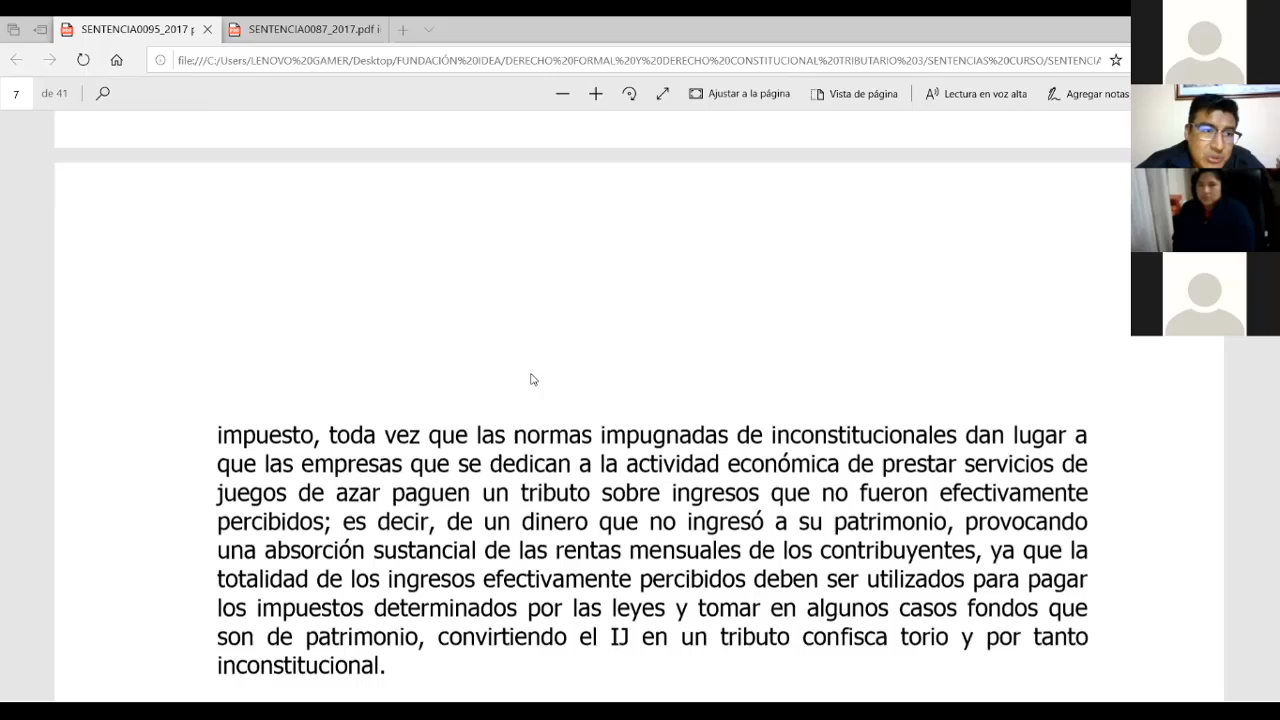 SENTENCIA0095_2017 p
SENTENCIA0087_2017.pdf i
file:///C:/Users/LENOVO%20GAMER/Desktop/FUNDACIÓN%20IDEA/DERECHO%20FORMAL%20Y%20DERECHO%20CONSTITUCIONAL%20TRIBUTARIO%203/SENTENCIAS%20CURSO/SENTENCIA
7 de 41 Ajustar a la página Vista de página Lectura en voz alta Agregar notas
impuesto, toda vez que las normas impugnadas de inconstitucionales dan lugar a
que las empresas que se dedican a la actividad económica de prestar servicios de
juegos de azar paguen un tributo sobre ingresos que no fueron efectivamente
percibidos; es decir, de un dinero que no ingresó a su patrimonio, provocando
una absorción sustancial de las rentas mensuales de los contribuyentes, ya que la
totalidad de los ingresos efectivamente percibidos deben ser utilizados para pagar
los impuestos determinados por las leyes y tomar en algunos casos fondos que
son de patrimonio, convirtiendo el IJ en un tributo confisca torio y por tanto
inconstitucional.